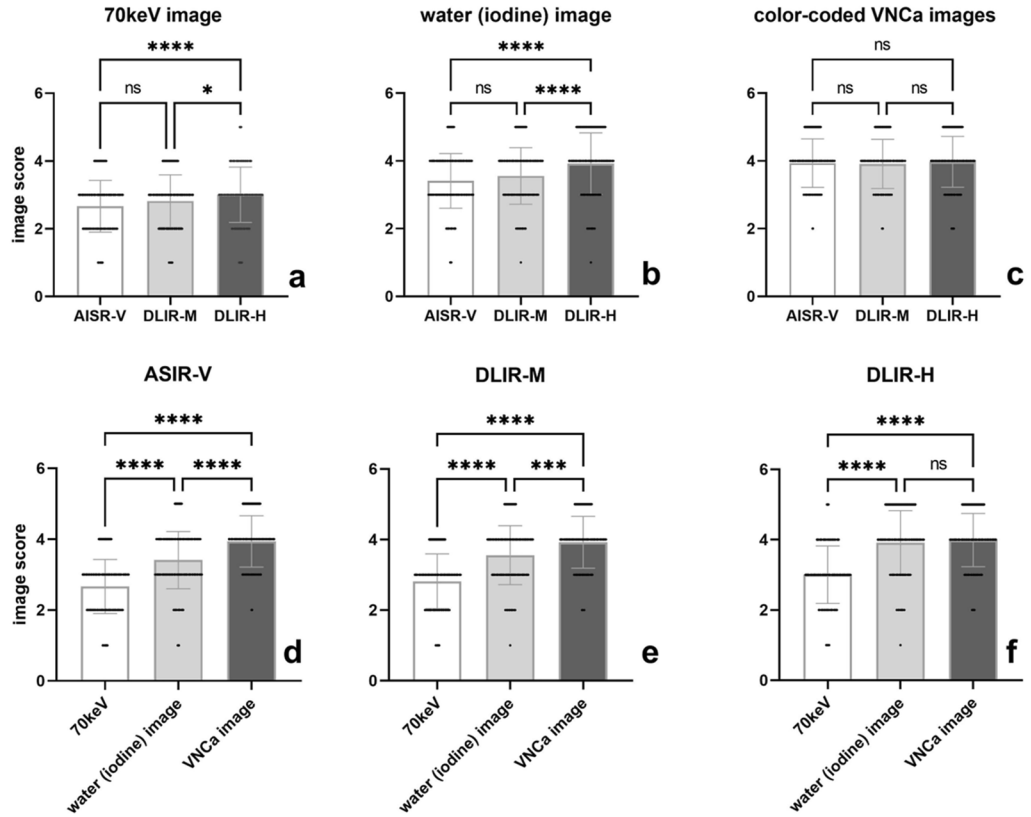 70keV image
water (iodine) image
color-coded VNCa images
****
ns
*
image score
6
4
2
0
AISR-V
DLIR-M
DLIR-H
a
****
ns
****
6
4
2
0
AISR-V
DLIR-M
DLIR-H
b
ns
ns
ns
6
4
2
0
AISR-V
DLIR-M
DLIR-H
c
ASIR-V
DLIR-M
DLIR-H
****
****
****
image score
6
4
2
0
70keV
water (iodine) image
VNCa image
d
****
****
***
6
4
2
0
70keV
water (iodine) image
VNCa image
e
****
****
ns
6
4
2
0
70keV
water (iodine) image
VNCa images
f